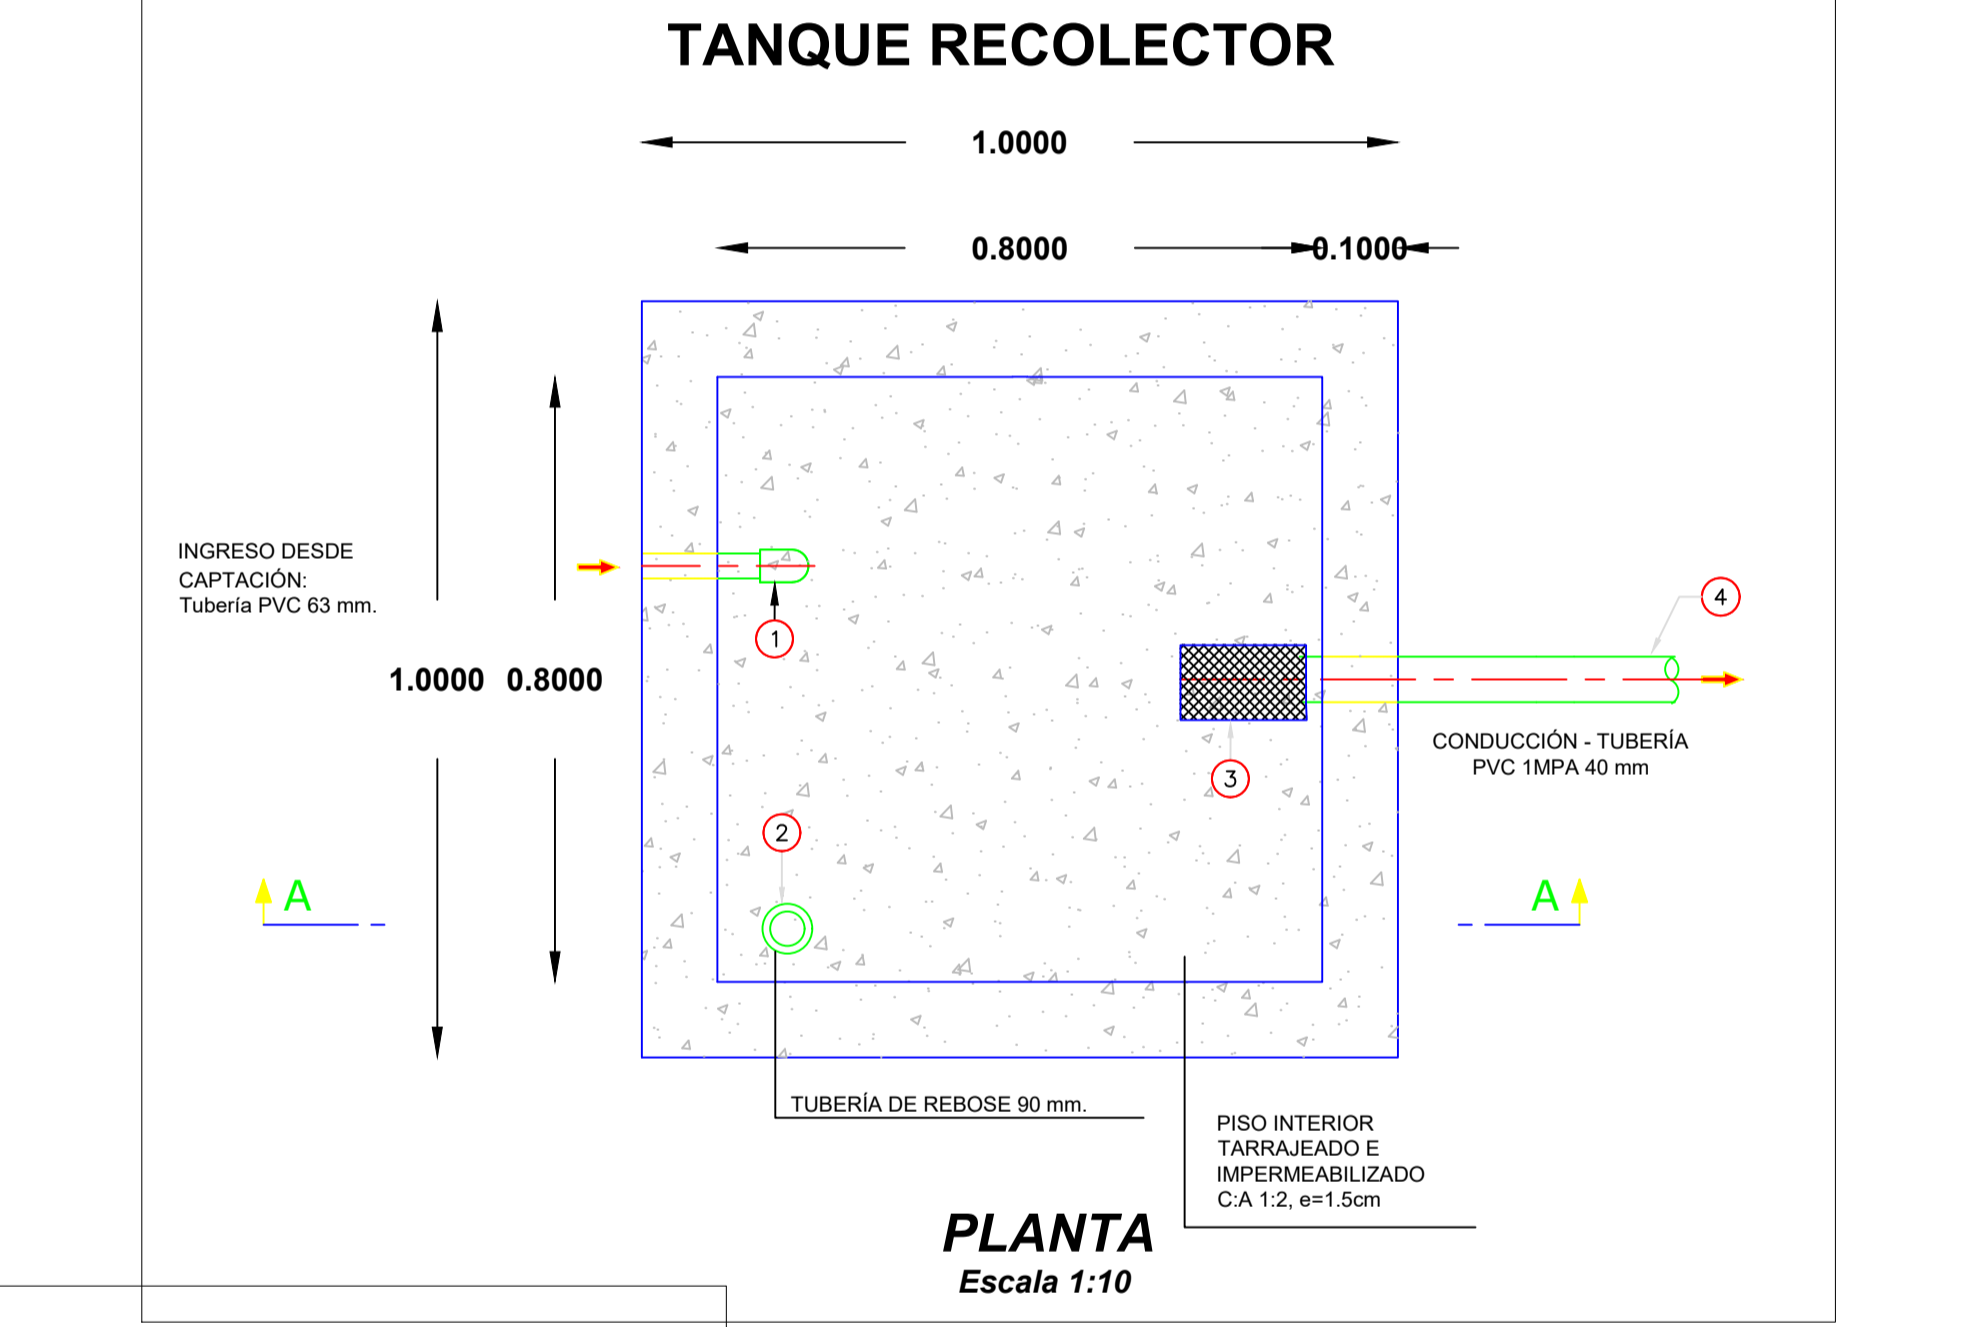 TANQUE RECOLECTOR
1.0000
0.8000
0.1000
INGRESO DESDE
CAPTACIÓN:
Tubería PVC 63 mm.
1.0000
0.8000
1
2
3
4
CONDUCCIÓN - TUBERÍA
PVC 1MPA 40 mm
A
A
TUBERÍA DE REBOSE 90 mm.
PISO INTERIOR
TARRAJEADO E
IMPERMEABILIZADO
C:A 1:2, e=1.5cm
PLANTA
Escala 1:10